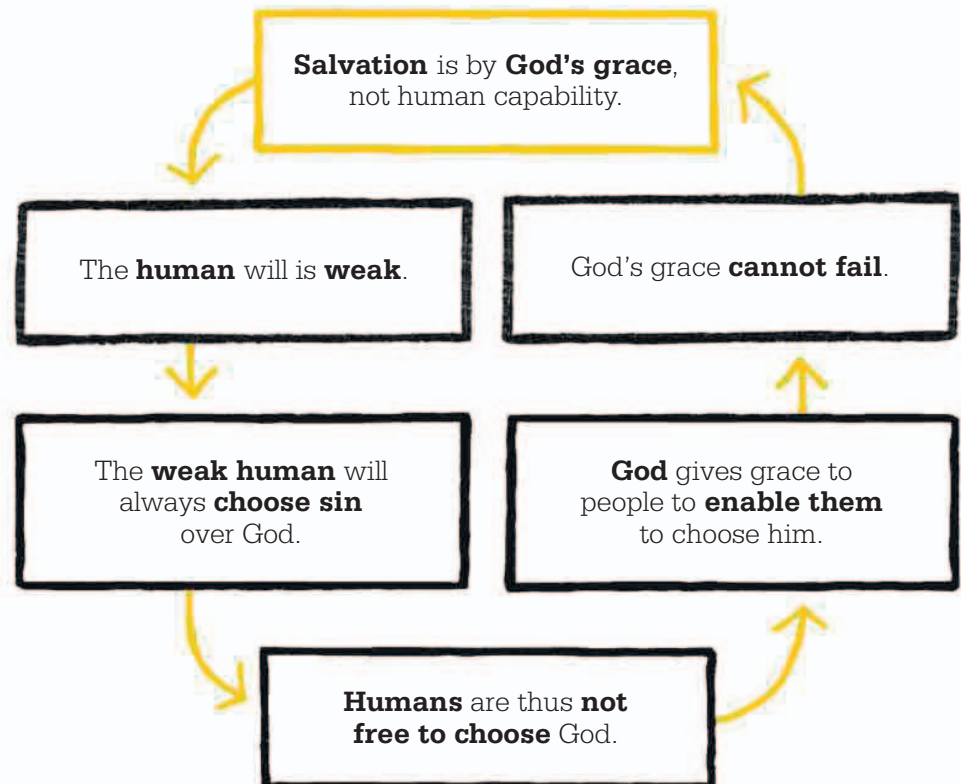 Salvation is by God's grace,
not human capability.
The human will is weak.
The weak human will
always choose sin
over God.
Humans are thus not
free to choose God.
God gives grace to
people to enable them
to choose him.
God's grace cannot fail.